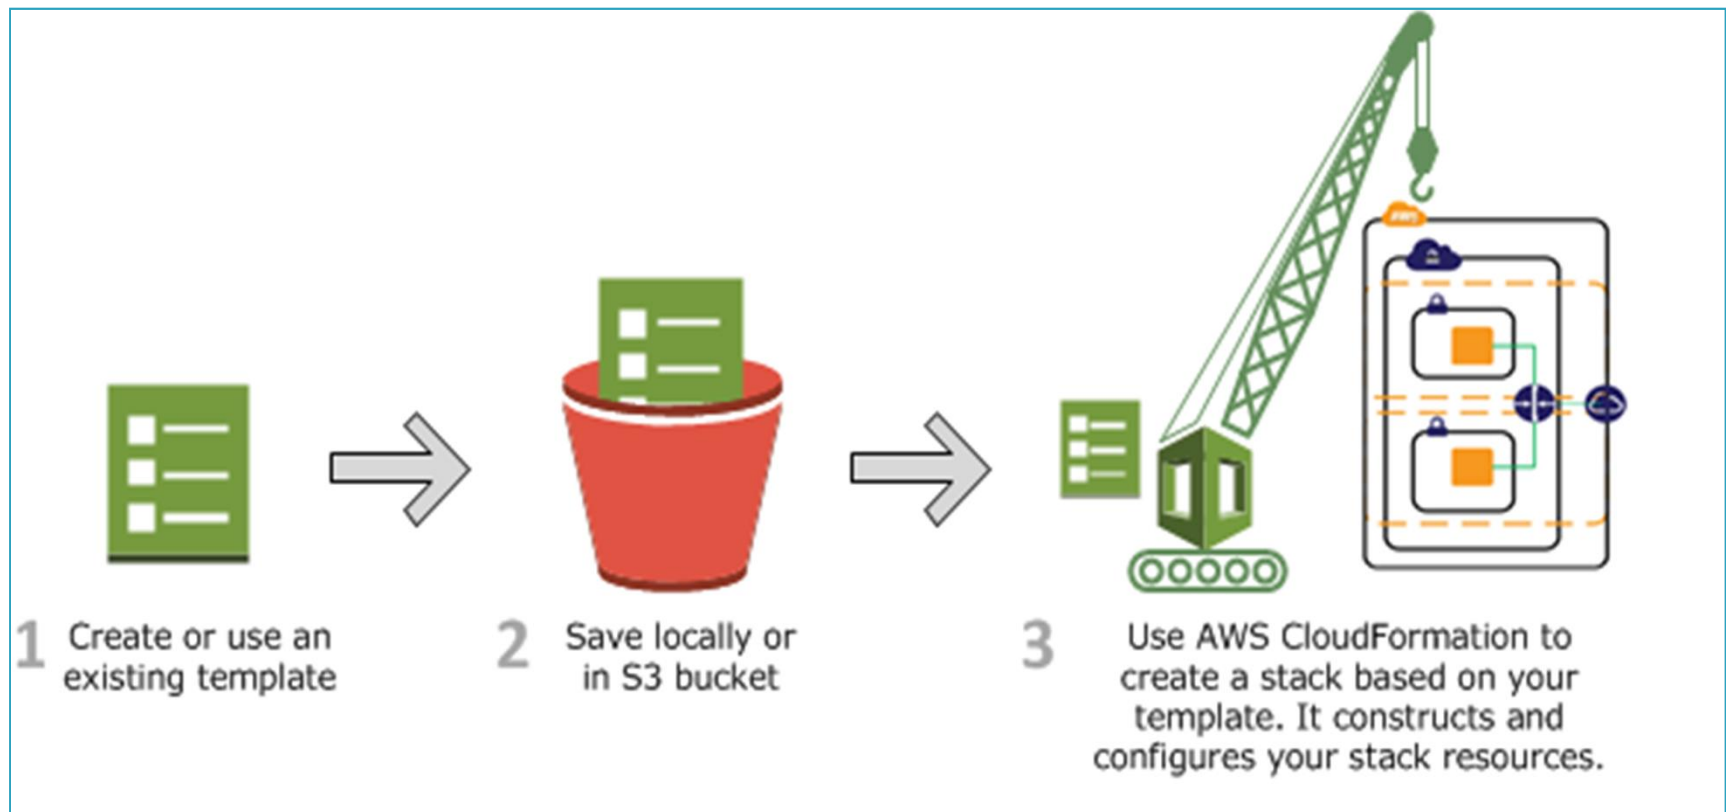 aws
1 Create or use an
existing template
2 Save locally or
in S3 bucket
3 Use AWS CloudFormation to
create a stack based on your
template. It constructs and
configures your stack resources.